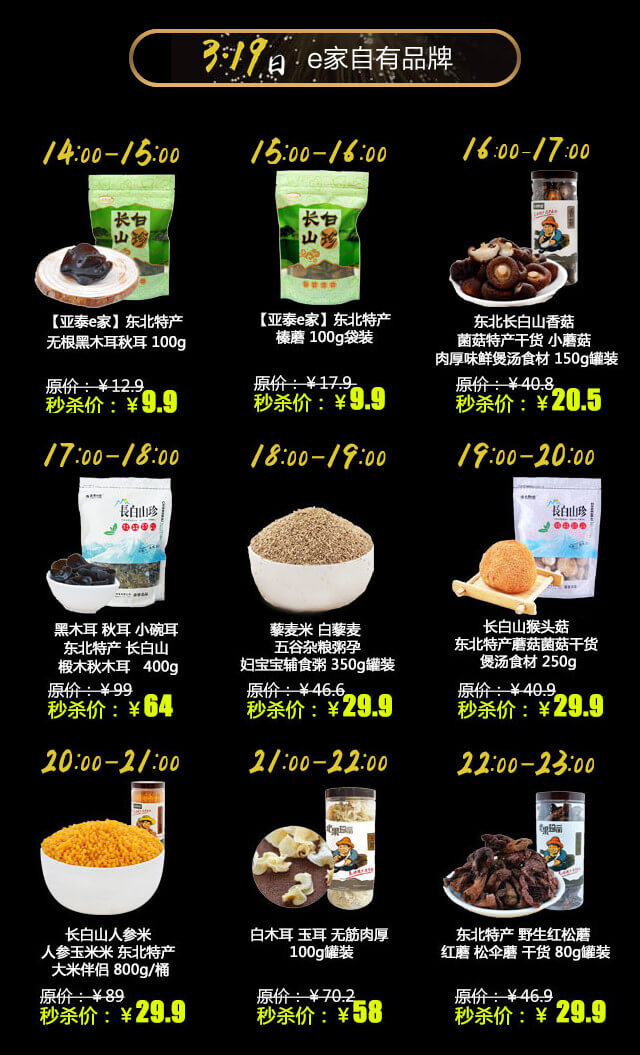 3·19日 e家自有品牌
14:00-15:00
长白
山珍
【亚泰e家】东北特产
无根黑木耳秋耳 100g
原价：￥12.9
秒杀价：￥9.9
15:00-16:00
长白
山珍
【亚泰e家】东北特产
榛蘑 100g袋装
原价：￥17.9
秒杀价：￥9.9
16:00-17:00
东北长白山香菇
菌菇特产干货 小蘑菇
肉厚味鲜煲汤食材 150g罐装
原价：￥40.8
秒杀价：￥20.5
17:00-18:00
長白山珍
黑木耳 秋耳 小碗耳
东北特产 长白山
椴木秋木耳 400g
原价：￥99
秒杀价：￥64
18:00-19:00
藜麦米 白藜麦
五谷杂粮粥孕
妇宝宝辅食粥 350g罐装
原价：￥46.6
秒杀价：￥29.9
19:00-20:00
長白山珍
长白山猴头菇
东北特产蘑菇菌菇干货
煲汤食材 250g
原价：￥40.9
秒杀价：￥29.9
20:00-21:00
长白山人参米
人参玉米米 东北特产
大米伴侣 800g/桶
原价：￥89
秒杀价：￥29.9
21:00-22:00
白木耳 玉耳 无筋肉厚
100g罐装
原价：￥70.2
秒杀价：￥58
22:00-23:00
东北特产 野生红松蘑
红蘑 松伞蘑 干货 80g罐装
原价：￥46.9
秒杀价：￥29.9